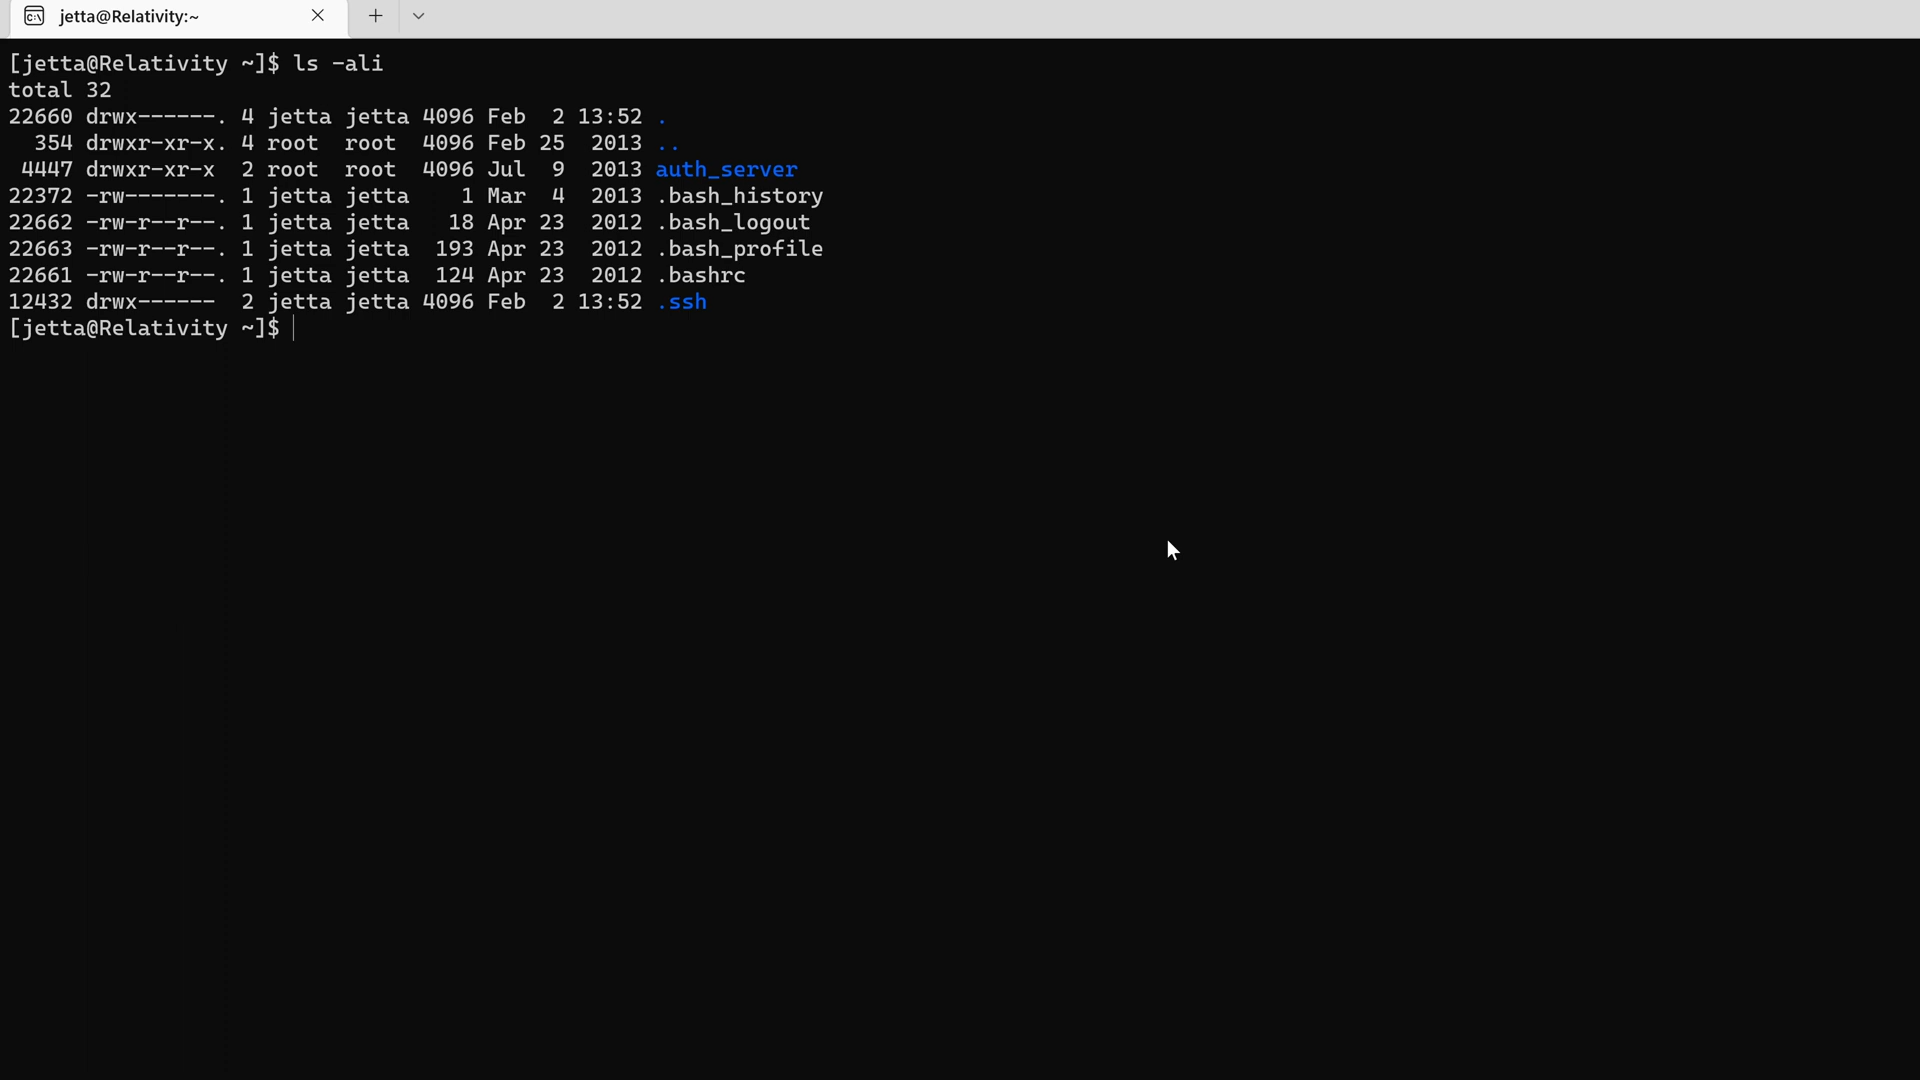 jetta@Relativity:~
[jetta@Relativity ~]$ ls -ali
total 32
22660 drwx------. 4 jetta jetta 4096 Feb  2 13:52 .
  354 drwxr-xr-x. 4 root  root  4096 Feb 25  2013 ..
 4447 drwxr-xr-x  2 root  root  4096 Jul  9  2013 auth_server
22372 -rw-------. 1 jetta jetta    1 Mar  4  2013 .bash_history
22662 -rw-r--r--. 1 jetta jetta   18 Apr 23  2012 .bash_logout
22663 -rw-r--r--. 1 jetta jetta  193 Apr 23  2012 .bash_profile
22661 -rw-r--r--. 1 jetta jetta  124 Apr 23  2012 .bashrc
12432 drwx------  2 jetta jetta 4096 Feb  2 13:52 .ssh
[jetta@Relativity ~]$